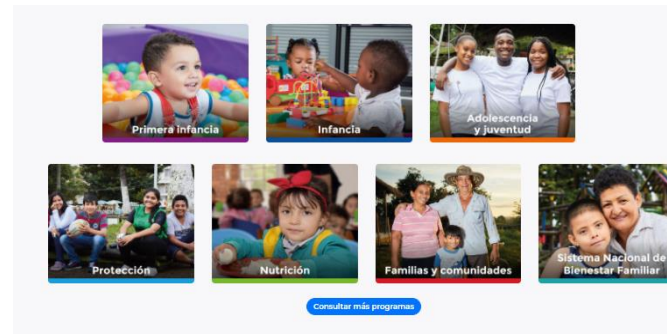 Primera infancia
Infancia
Adolescencia
y juventud
Protección
Nutrición
Familias y comunidades
Sistema Nacional de
Bienestar Familiar
Consultar más programas